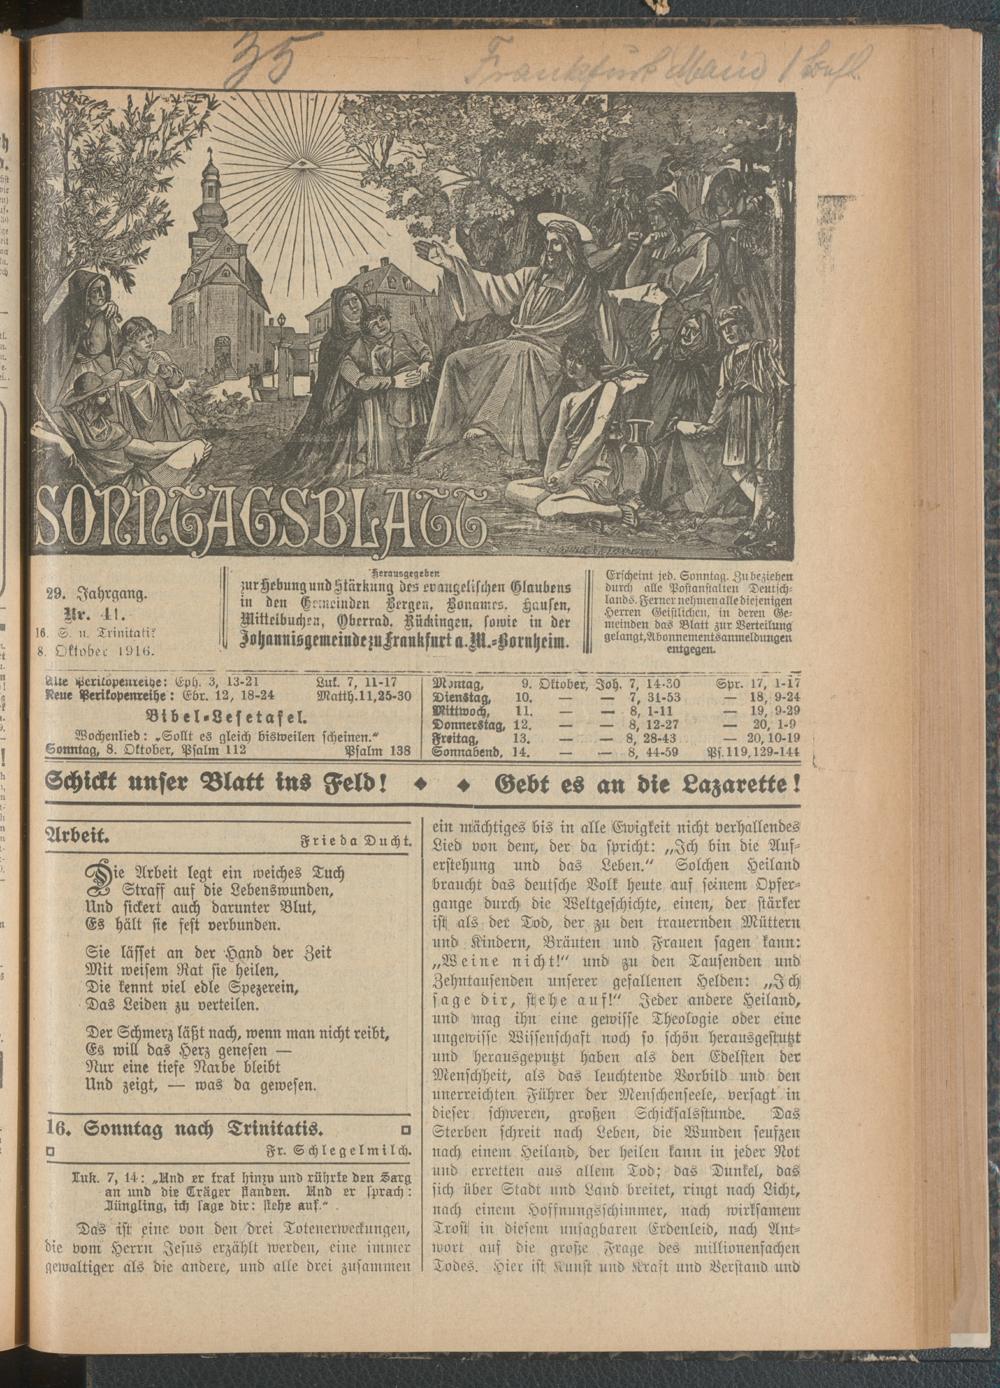 35
Frankfurt Main
SONNTAGSBLATT
29. Jahrgang.
Nr. 41.
16. S. n. Trinitatis
8. Oktober 1916.
Herausgegeben
zur Hebung und Stärkung des evangelischen Glaubens
in den Gemeinden Bergen, Bonames, Hausen,
Mittelbuchen, Oberrad, Rückingen, sowie in der
Johannisgemeinde zu Frankfurt a. M.-Bornheim.
Erscheint jed. Sonntag. Zu beziehen
durch alle Postanstalten Deutsch-
lands. Ferner nehmen alle diejenigen
Herren Geistlichen, in deren Ge-
meinden das Blatt zur Verteilung
gelangt, Abonnementsanmeldungen
entgegen.
Alte Perikopenreihe: Eph. 3, 13-21 Luk. 7, 11-17
Neue Perikopenreihe: Ebr. 12, 18-24 Matth. 11, 25-30
Bibel-Lesetafel.
Wochenlied: „Sollt es gleich bisweilen scheinen.“
Sonntag, 8. Oktober, Psalm 112 Psalm 138
Montag, 9. Oktober, Joh. 7, 14-30 Spr. 17, 1-17
Dienstag, 10. — — 7, 31-53 — 18, 9-24
Mittwoch, 11. — — 8, 1-11 — 19, 9-29
Donnerstag, 12. — — 8, 12-27 — 20, 1-9
Freitag, 13. — — 8, 28-43 — 20, 10-19
Sonnabend, 14. — — 8, 44-59 Ps. 119, 129-144
Schickt unser Blatt ins Feld! ◆ ◆ Gebt es an die Lazarette!
Arbeit. Frieda Ducht.
Die Arbeit legt ein weiches Tuch
Straff auf die Lebenswunden,
Und sickert auch darunter Blut,
Es hält sie fest verbunden.
Sie lässet an der Hand der Zeit
Mit weisem Rat sie heilen,
Die kennt viel edle Spezerein,
Das Leiden zu verteilen.
Der Schmerz läßt nach, wenn man nicht reibt,
Es will das Herz genesen —
Nur eine tiefe Narbe bleibt
Und zeigt, — was da gewesen.
16. Sonntag nach Trinitatis.
Fr. Schlegelmilch.
Luk. 7, 14: „Und er trat hinzu und rührte den Sarg
an und die Träger standen. Und er sprach:
Jüngling, ich sage dir: stehe auf.“
Das ist eine von den drei Totenerweckungen,
die vom Herrn Jesus erzählt werden, eine immer
gewaltiger als die andere, und alle drei zusammen
ein mächtiges bis in alle Ewigkeit nicht verhallendes
Lied von dem, der da spricht: „Ich bin die Auf-
erstehung und das Leben.“ Solchen Heiland
braucht das deutsche Volk heute auf seinem Opfer-
gange durch die Weltgeschichte, einen, der stärker
ist als der Tod, der zu den trauernden Müttern
und Kindern, Bräuten und Frauen sagen kann:
„Weine nicht!“ und zu den Tausenden und
Zehntausenden unserer gefallenen Helden: „Ich
sage dir, stehe auf!“ Jeder andere Heiland,
und mag ihn eine gewisse Theologie oder eine
ungewisse Wissenschaft noch so schön herausgestutzt
und herausgeputzt haben als den Edelsten der
Menschheit, als das leuchtende Vorbild und den
unerreichten Führer der Menschenseele, versagt in
dieser schweren, großen Schicksalsstunde. Das
Sterben schreit nach Leben, die Wunden seufzen
nach einem Heiland, der heilen kann in jeder Not
und erretten aus allem Tod; das Dunkel, das
sich über Stadt und Land breitet, ringt nach Licht,
nach einem Hoffnungsschimmer, nach wirksamem
Trost in diesem unsagbaren Erdenleid, nach Ant-
wort auf die große Frage des millionenfachen
Todes. Hier ist Kunst und Kraft und Verstand und